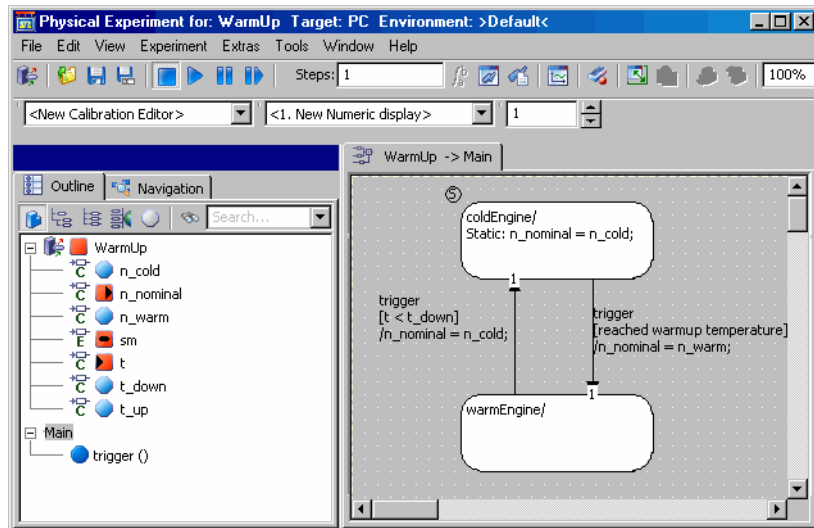 Physical Experiment for: WarmUp Target: PC Environment: >Default<
File Edit View Experiment Extras Tools Window Help
Steps: 1 100%
<New Calibration Editor> <1. New Numeric display> 1
WarmUp -> Main
Outline Navigation
Search...
WarmUp
C n_cold
C n_nominal
C n_warm
E sm
C t
C t_down
C t_up
Main
trigger ()
S
coldEngine/
Static: n_nominal = n_cold;
1
trigger
[t < t_down]
/n_nominal = n_cold;
trigger
[reached warmup temperature]
/n_nominal = n_warm;
1
warmEngine/